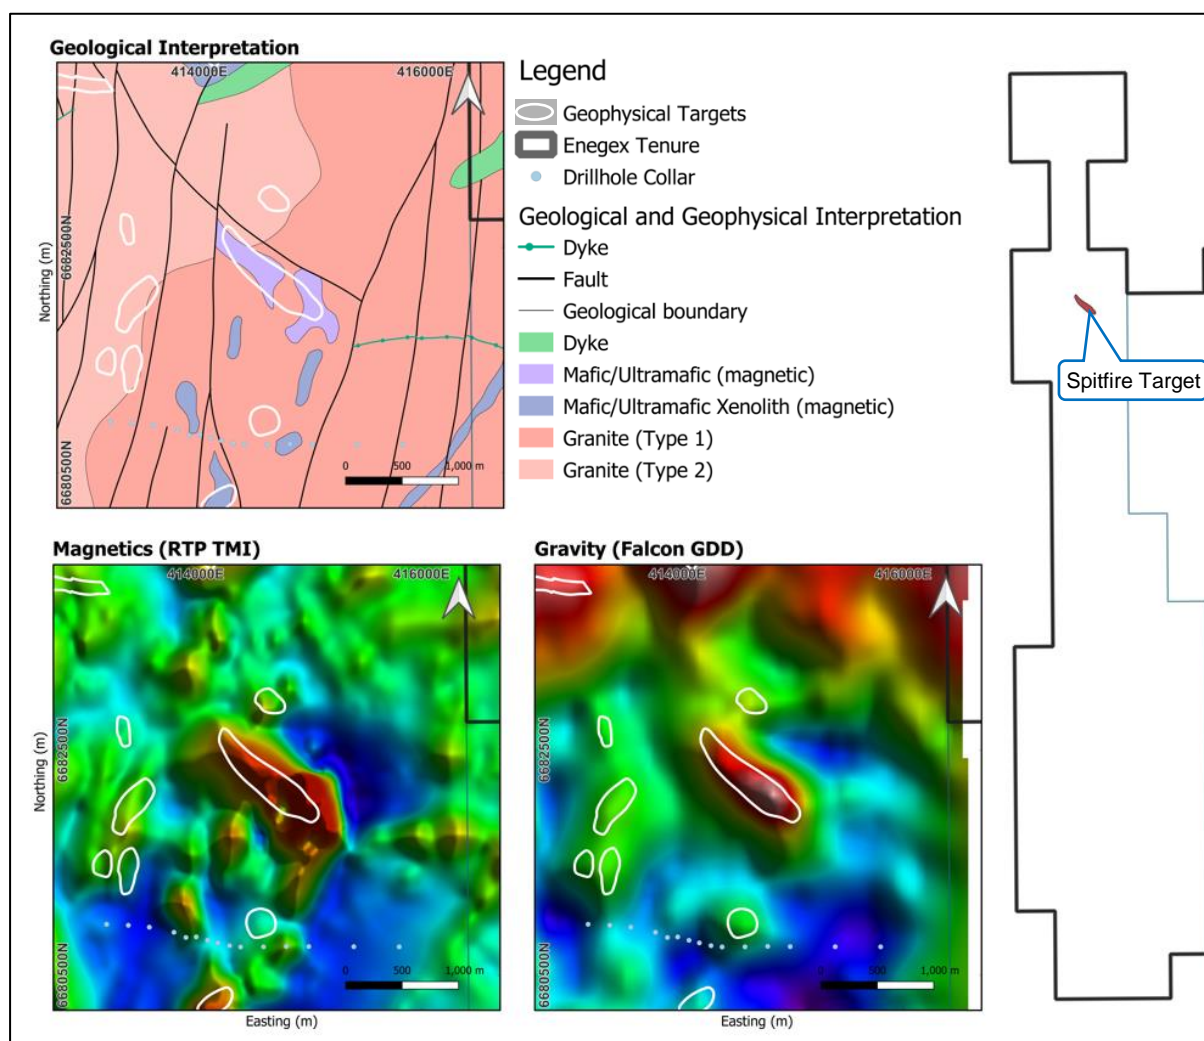 Geological Interpretation
414000E
416000E
6682500N
6680500N
Northing (m)
0 500 1,000 m
Legend
Geophysical Targets
Enegex Tenure
Drillhole Collar
Geological and Geophysical Interpretation
Dyke
Fault
Geological boundary
Dyke
Mafic/Ultramafic (magnetic)
Mafic/Ultramafic Xenolith (magnetic)
Granite (Type 1)
Granite (Type 2)
Spitfire Target
Magnetics (RTP TMI)
414000E
416000E
6682500N
6680500N
Northing (m)
0 500 1,000 m
Easting (m)
Gravity (Falcon GDD)
414000E
416000E
6682500N
6680500N
0 500 1,000 m
Easting (m)